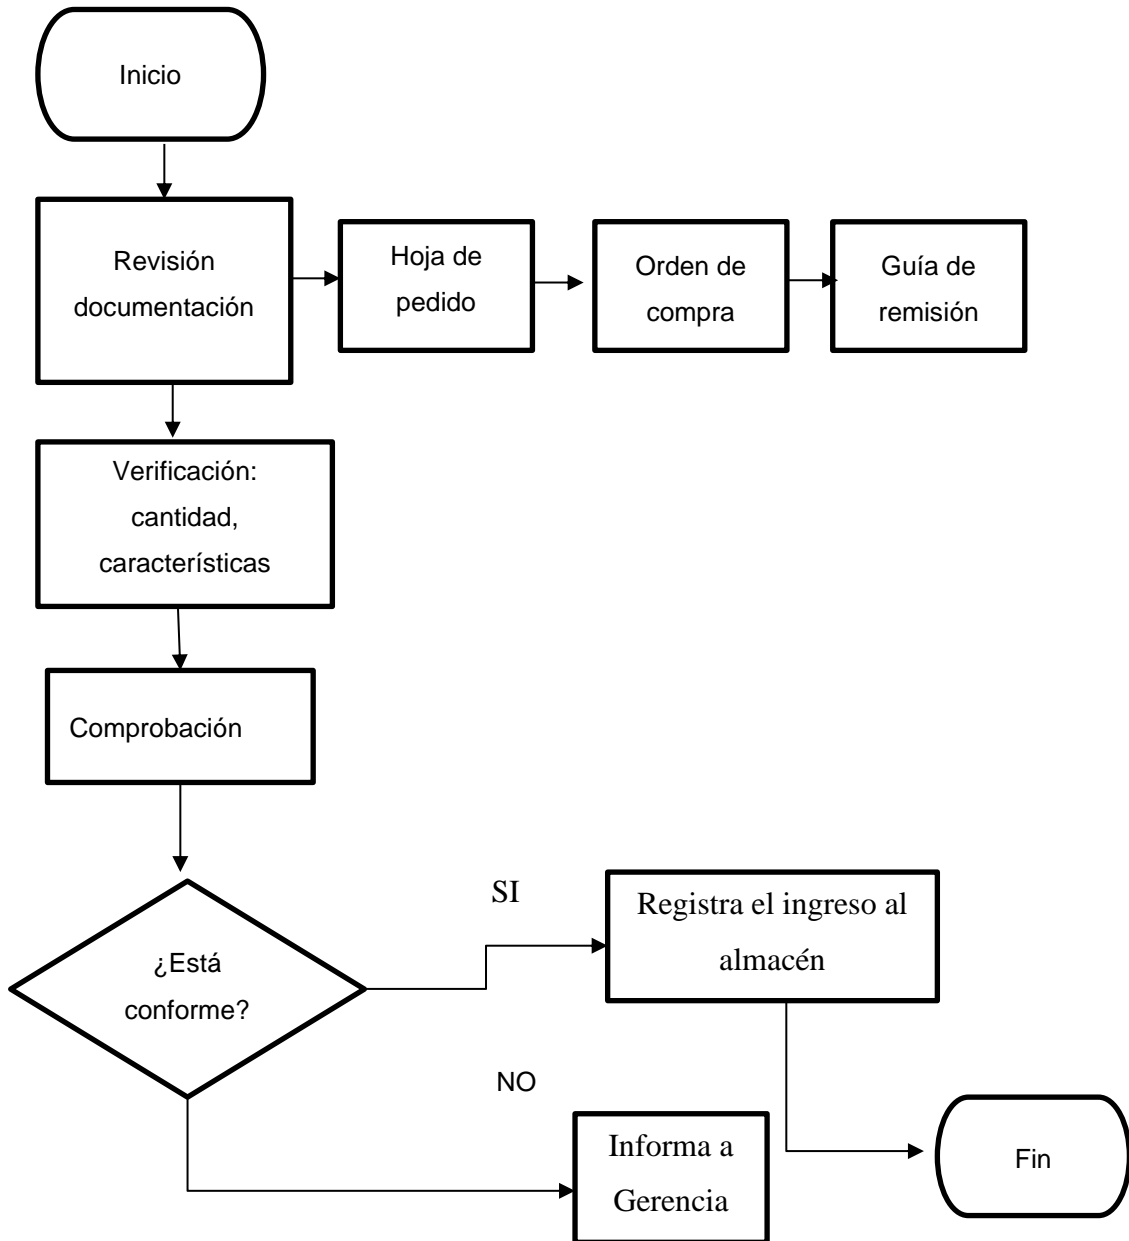 Inicio
Revisión
documentación
Hoja de
pedido
Orden de
compra
Guía de
remisión
Verificación:
cantidad,
característícas
Comprobación
¿Está
conforme?
SI
Registra el ingreso al
almacén
NO
Informa a
Gerencia
Fin